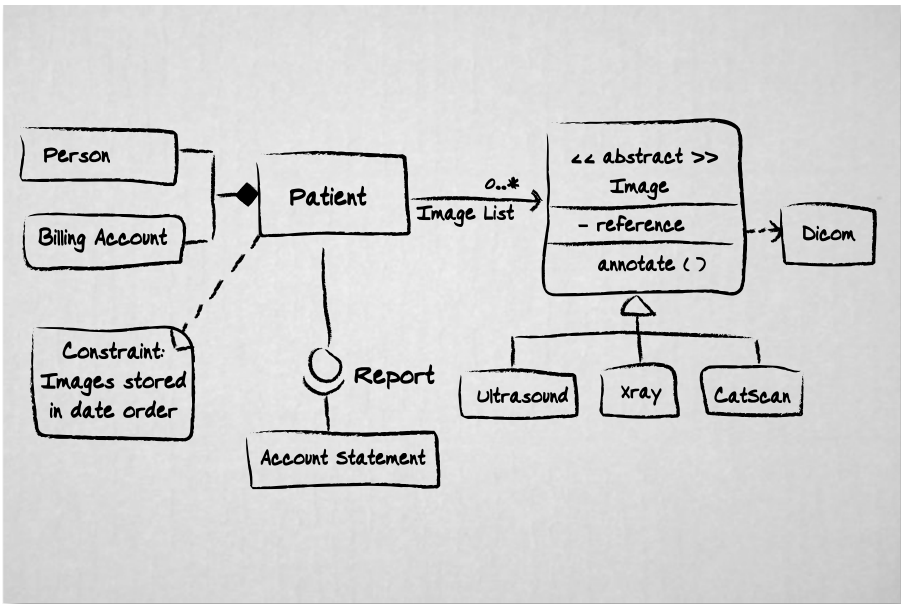 Person
Billing Account
Patient
0..*
Image List
<< abstract >>
Image
- reference
annotate ( )
Dicom
Constraint:
Images stored
in date order
Report
Account Statement
Ultrasound
Xray
CatScan